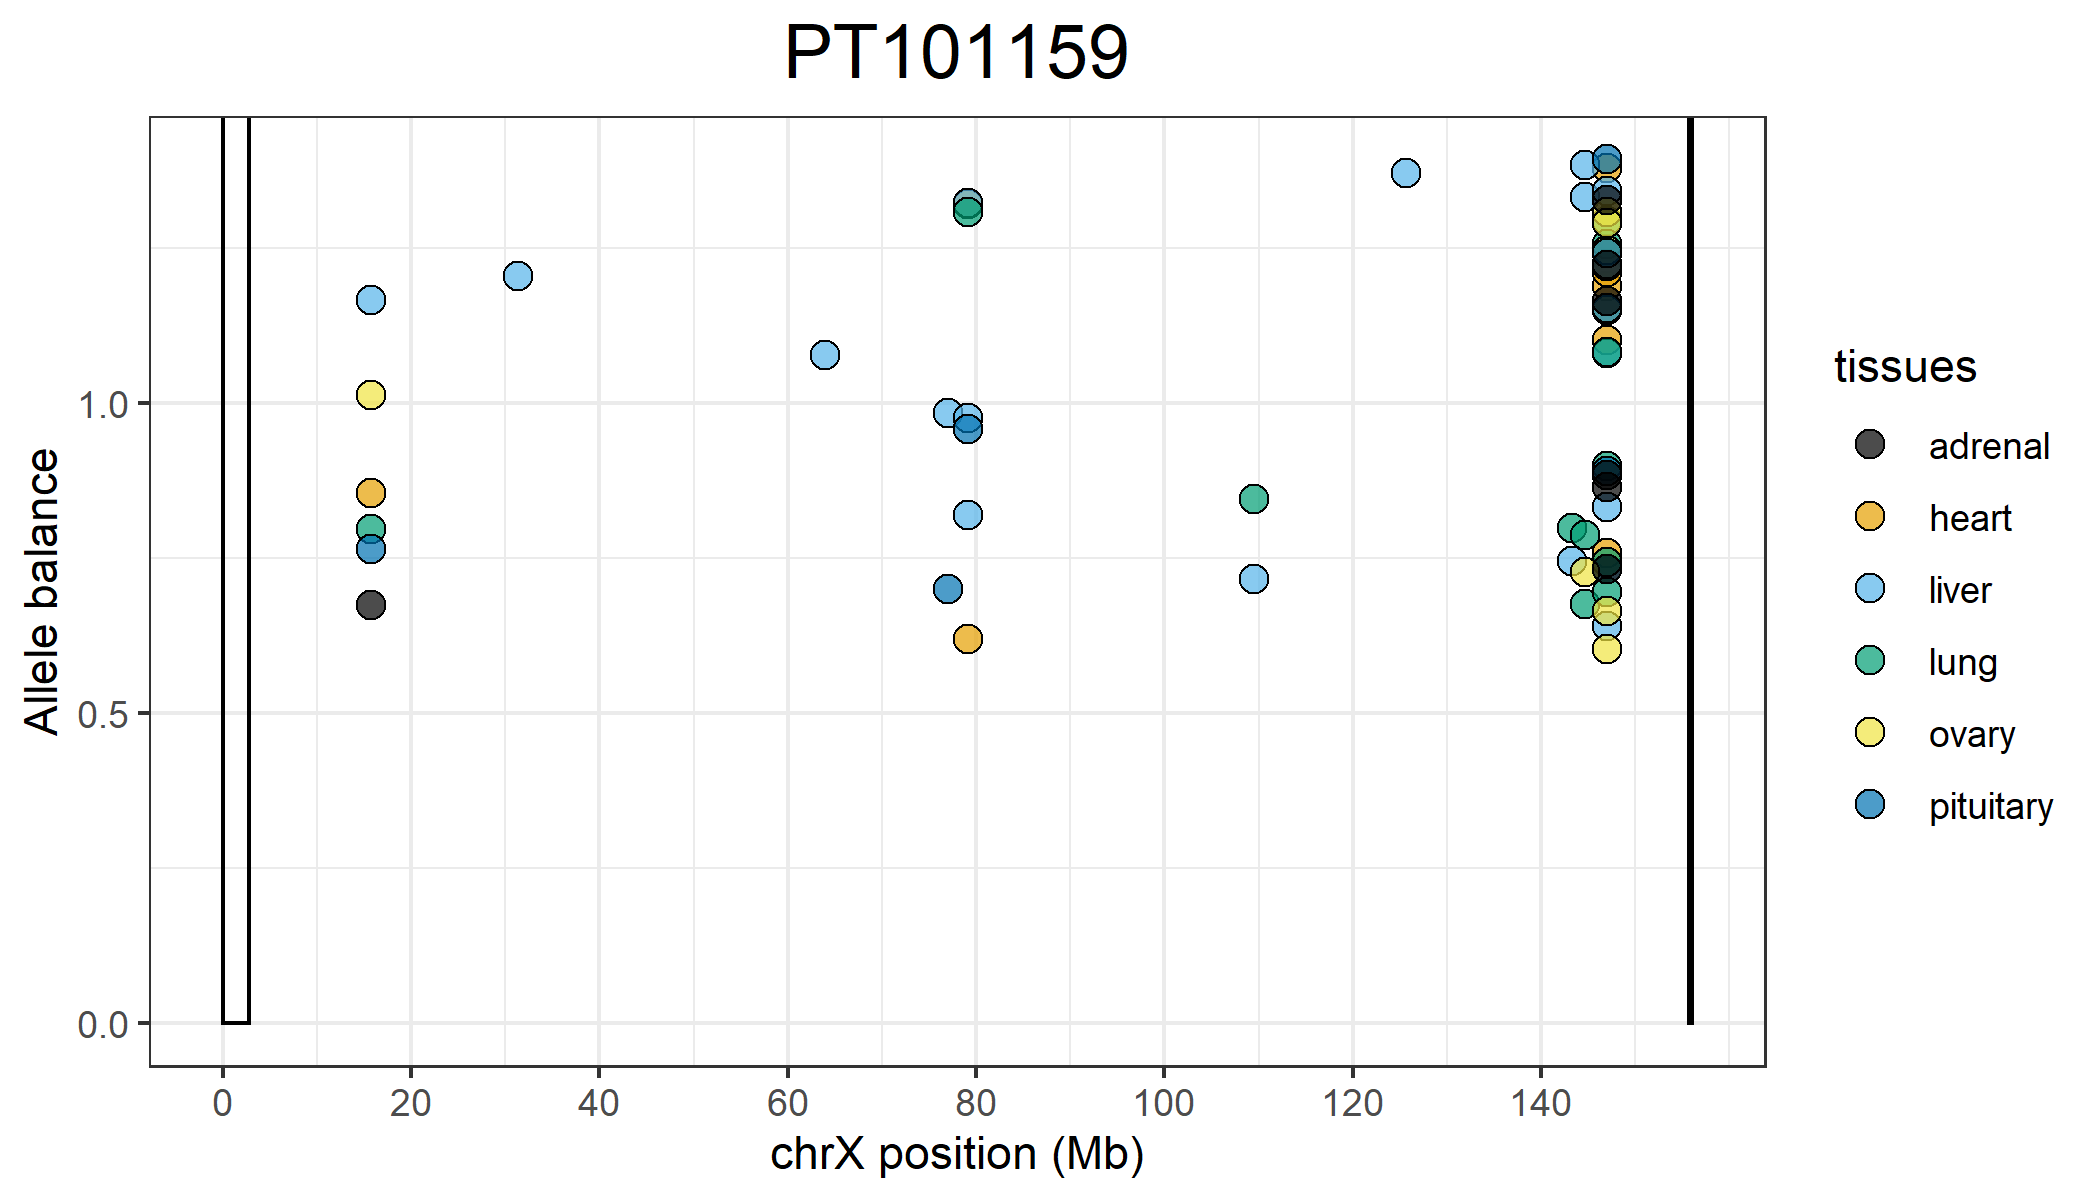 PT101159
Allele balance
1.0
0.5
0.0
0 20 40 60 80 100 120 140
chrX position (Mb)
tissues
adrenal
heart
liver
lung
ovary
pituitary